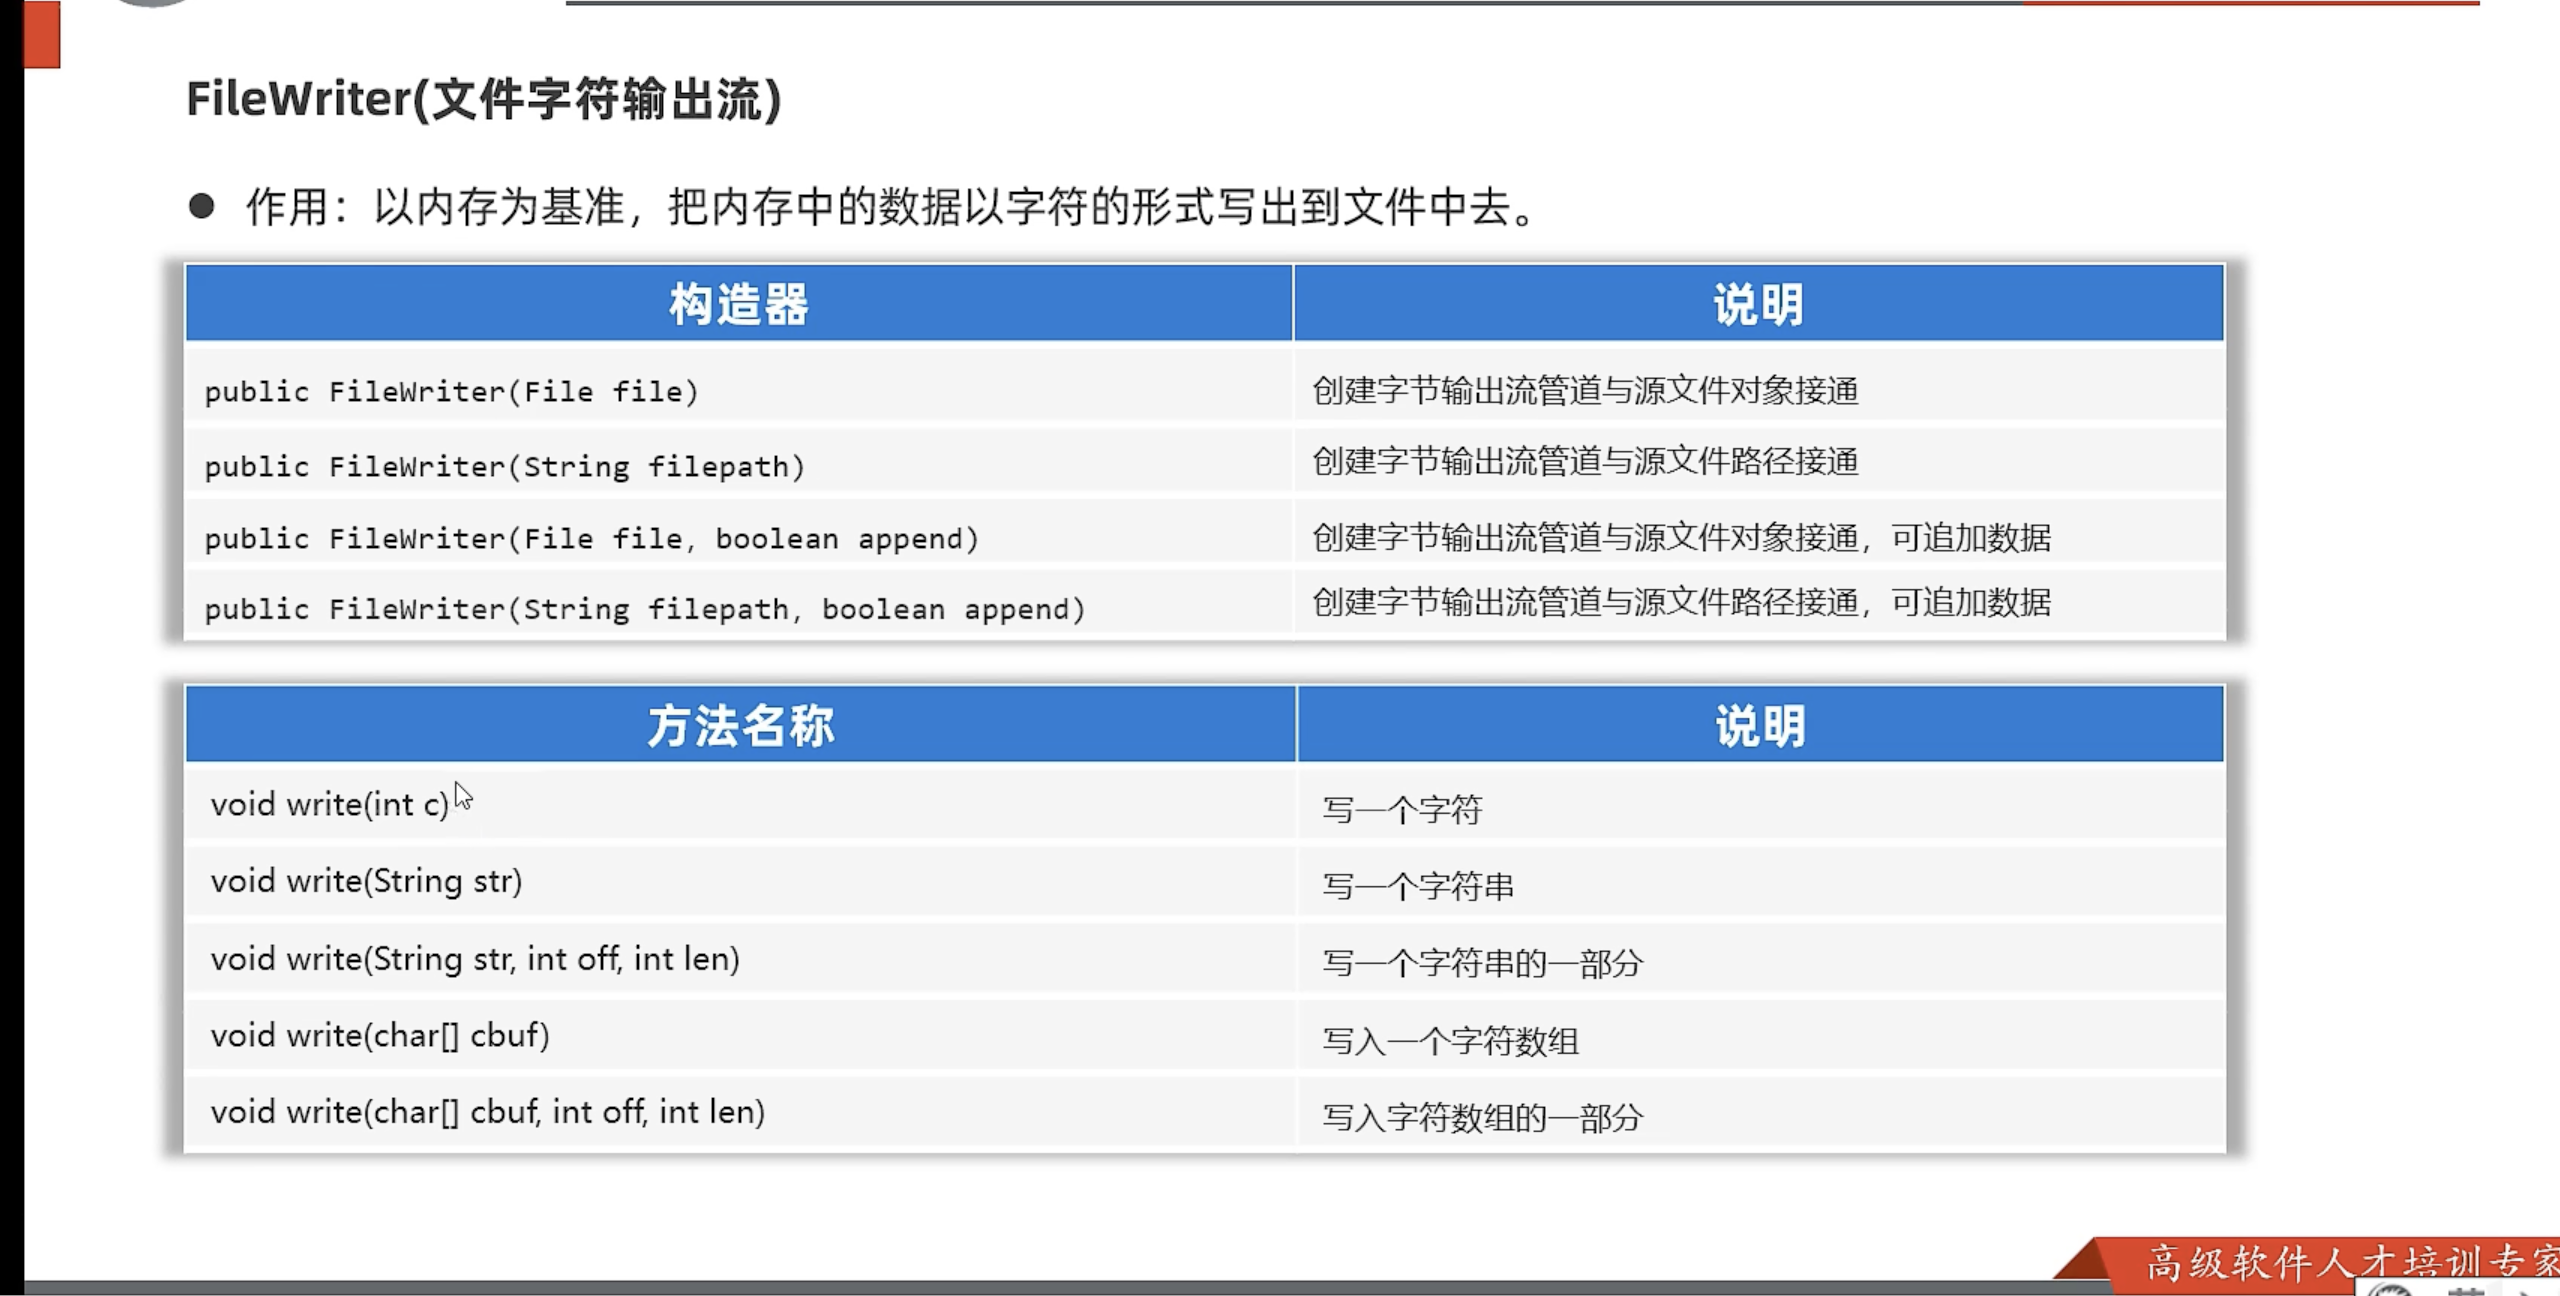 FileWriter(文件字符输出流)
● 作用：以内存为基准，把内存中的数据以字符的形式写出到文件中去。
构造器 说明
public FileWriter(File file) 创建字节输出流管道与源文件对象接通
public FileWriter(String filepath) 创建字节输出流管道与源文件路径接通
public FileWriter(File file, boolean append) 创建字节输出流管道与源文件对象接通，可追加数据
public FileWriter(String filepath, boolean append) 创建字节输出流管道与源文件路径接通，可追加数据
方法名称 说明
void write(int c) 写一个字符
void write(String str) 写一个字符串
void write(String str, int off, int len) 写一个字符串的一部分
void write(char[] cbuf) 写入一个字符数组
void write(char[] cbuf, int off, int len) 写入字符数组的一部分
高级软件人才培训专家